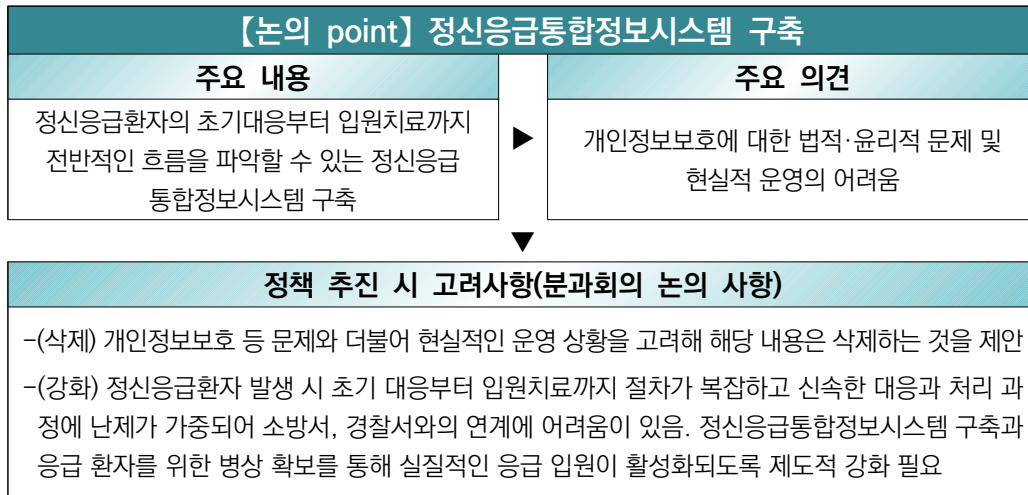 【논의 point】 정신응급통합정보시스템 구축
주요 내용
정신응급환자의 초기대응부터 입원치료까지
전반적인 흐름을 파악할 수 있는 정신응급
통합정보시스템 구축
▶
주요 의견
개인정보보호에 대한 법적·윤리적 문제 및
현실적 운영의 어려움
▼
정책 추진 시 고려사항(분과회의 논의 사항)
-(삭제) 개인정보보호 등 문제와 더불어 현실적인 운영 상황을 고려해 해당 내용은 삭제하는 것을 제안
-(강화) 정신응급환자 발생 시 초기 대응부터 입원치료까지 절차가 복잡하고 신속한 대응과 처리 과
정에 난제가 가중되어 소방서, 경찰서와의 연계에 어려움이 있음. 정신응급통합정보시스템 구축과
응급 환자를 위한 병상 확보를 통해 실질적인 응급 입원이 활성화되도록 제도적 강화 필요